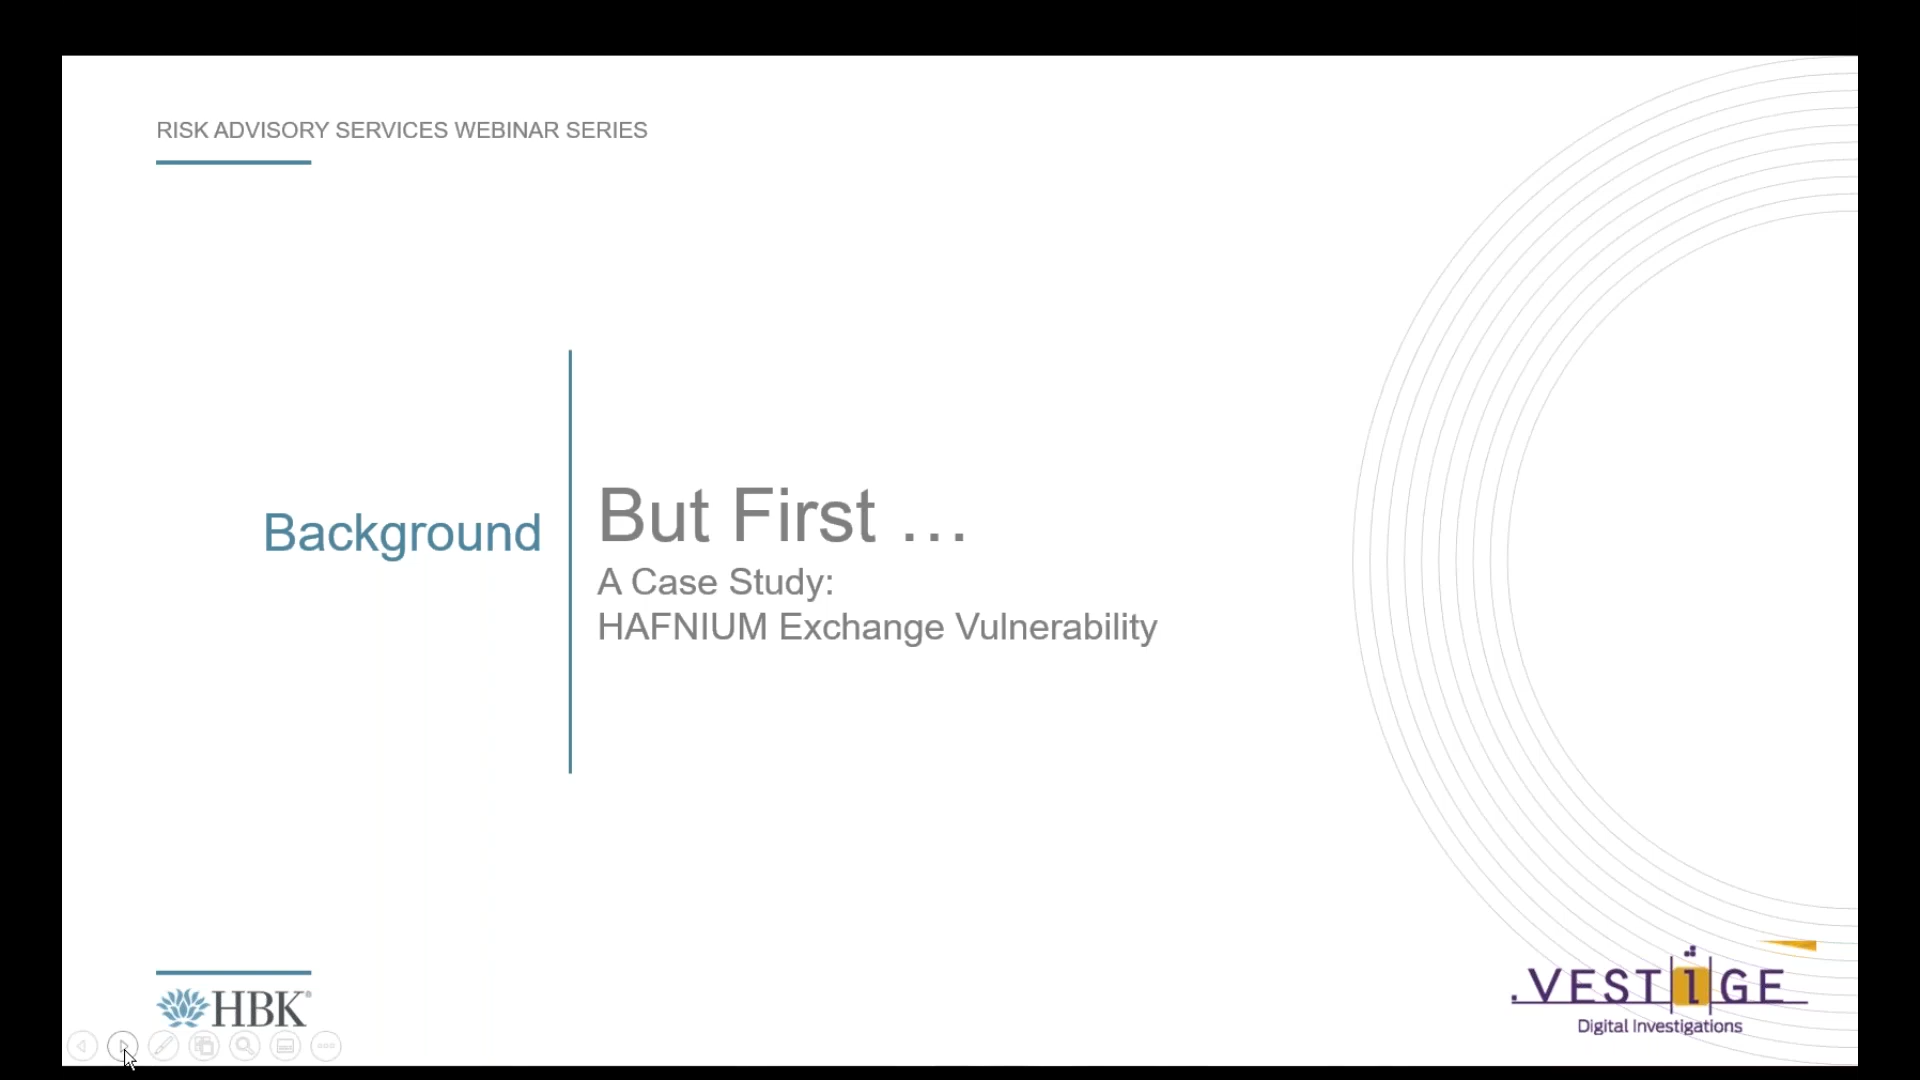 RISK ADVISORY SERVICES WEBINAR SERIES
Background
But First …
A Case Study:
HAFNIUM Exchange Vulnerability
HBK®
VESTIGE
Digital Investigations